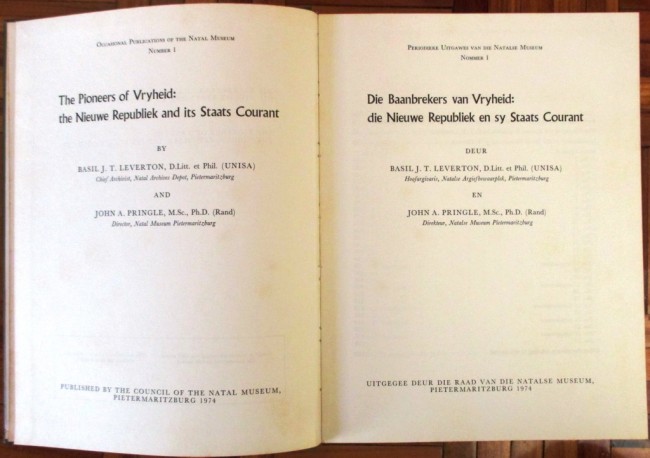 Occasional Publications of the Natal Museum
Number 1
The Pioneers of Vryheid:
the Nieuwe Republiek and its Staats Courant
BY
BASIL J. T. LEVERTON, D.Litt. et Phil. (UNISA)
Chief Archivist, Natal Archives Depot, Pietermaritzburg
AND
JOHN A. PRINGLE, M.Sc., Ph.D. (Rand)
Director, Natal Museum Pietermaritzburg
PUBLISHED BY THE COUNCIL OF THE NATAL MUSEUM,
PIETERMARITZBURG 1974
Periodieke Uitgawes van die Natalse Museum
Nommer 1
Die Baanbrekers van Vryheid:
die Nieuwe Republiek en sy Staats Courant
DEUR
BASIL J. T. LEVERTON, D.Litt. et Phil. (UNISA)
Hoofargivaris, Natalse Argiefbewaarplek, Pietermaritzburg
EN
JOHN A. PRINGLE, M.Sc., Ph.D. (Rand)
Direkteur, Natalse Museum Pietermaritzburg
UITGEGEE DEUR DIE RAAD VAN DIE NATALSE MUSEUM,
PIETERMARITZBURG 1974